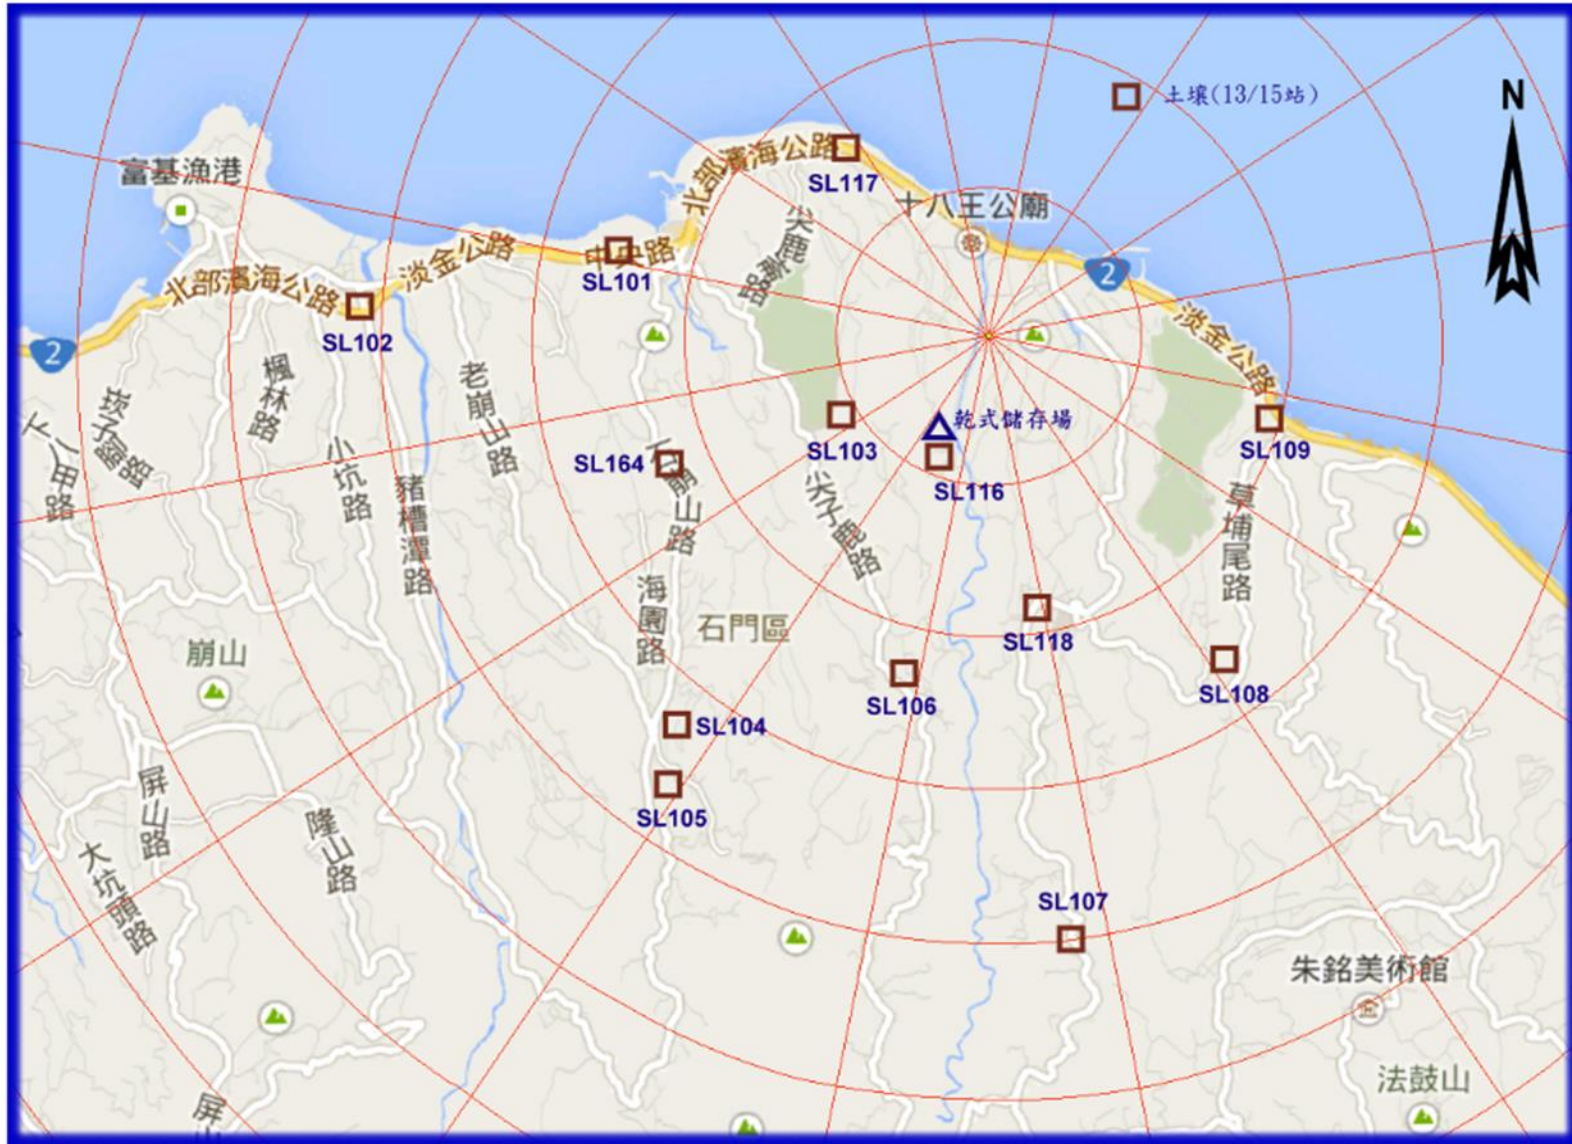 土壤(13/15站)
N
富基漁港
北部濱海公路
SL117
十八王公廟
尖鹿
淡金公路
中央路
SL101
北部濱海公路
2
淡金公路
SL102
2
楓林路
老崩山路
SL103
乾式儲存場
SL109
SL164
SL116
小坑路
豬槽潭路
尖子鹿路
草埔尾路
海園路
石門區
SL118
崩山
SL106
SL108
SL104
屏山路
SL105
隆山路
大坑頭路
SL107
朱銘美術館
法鼓山
屏